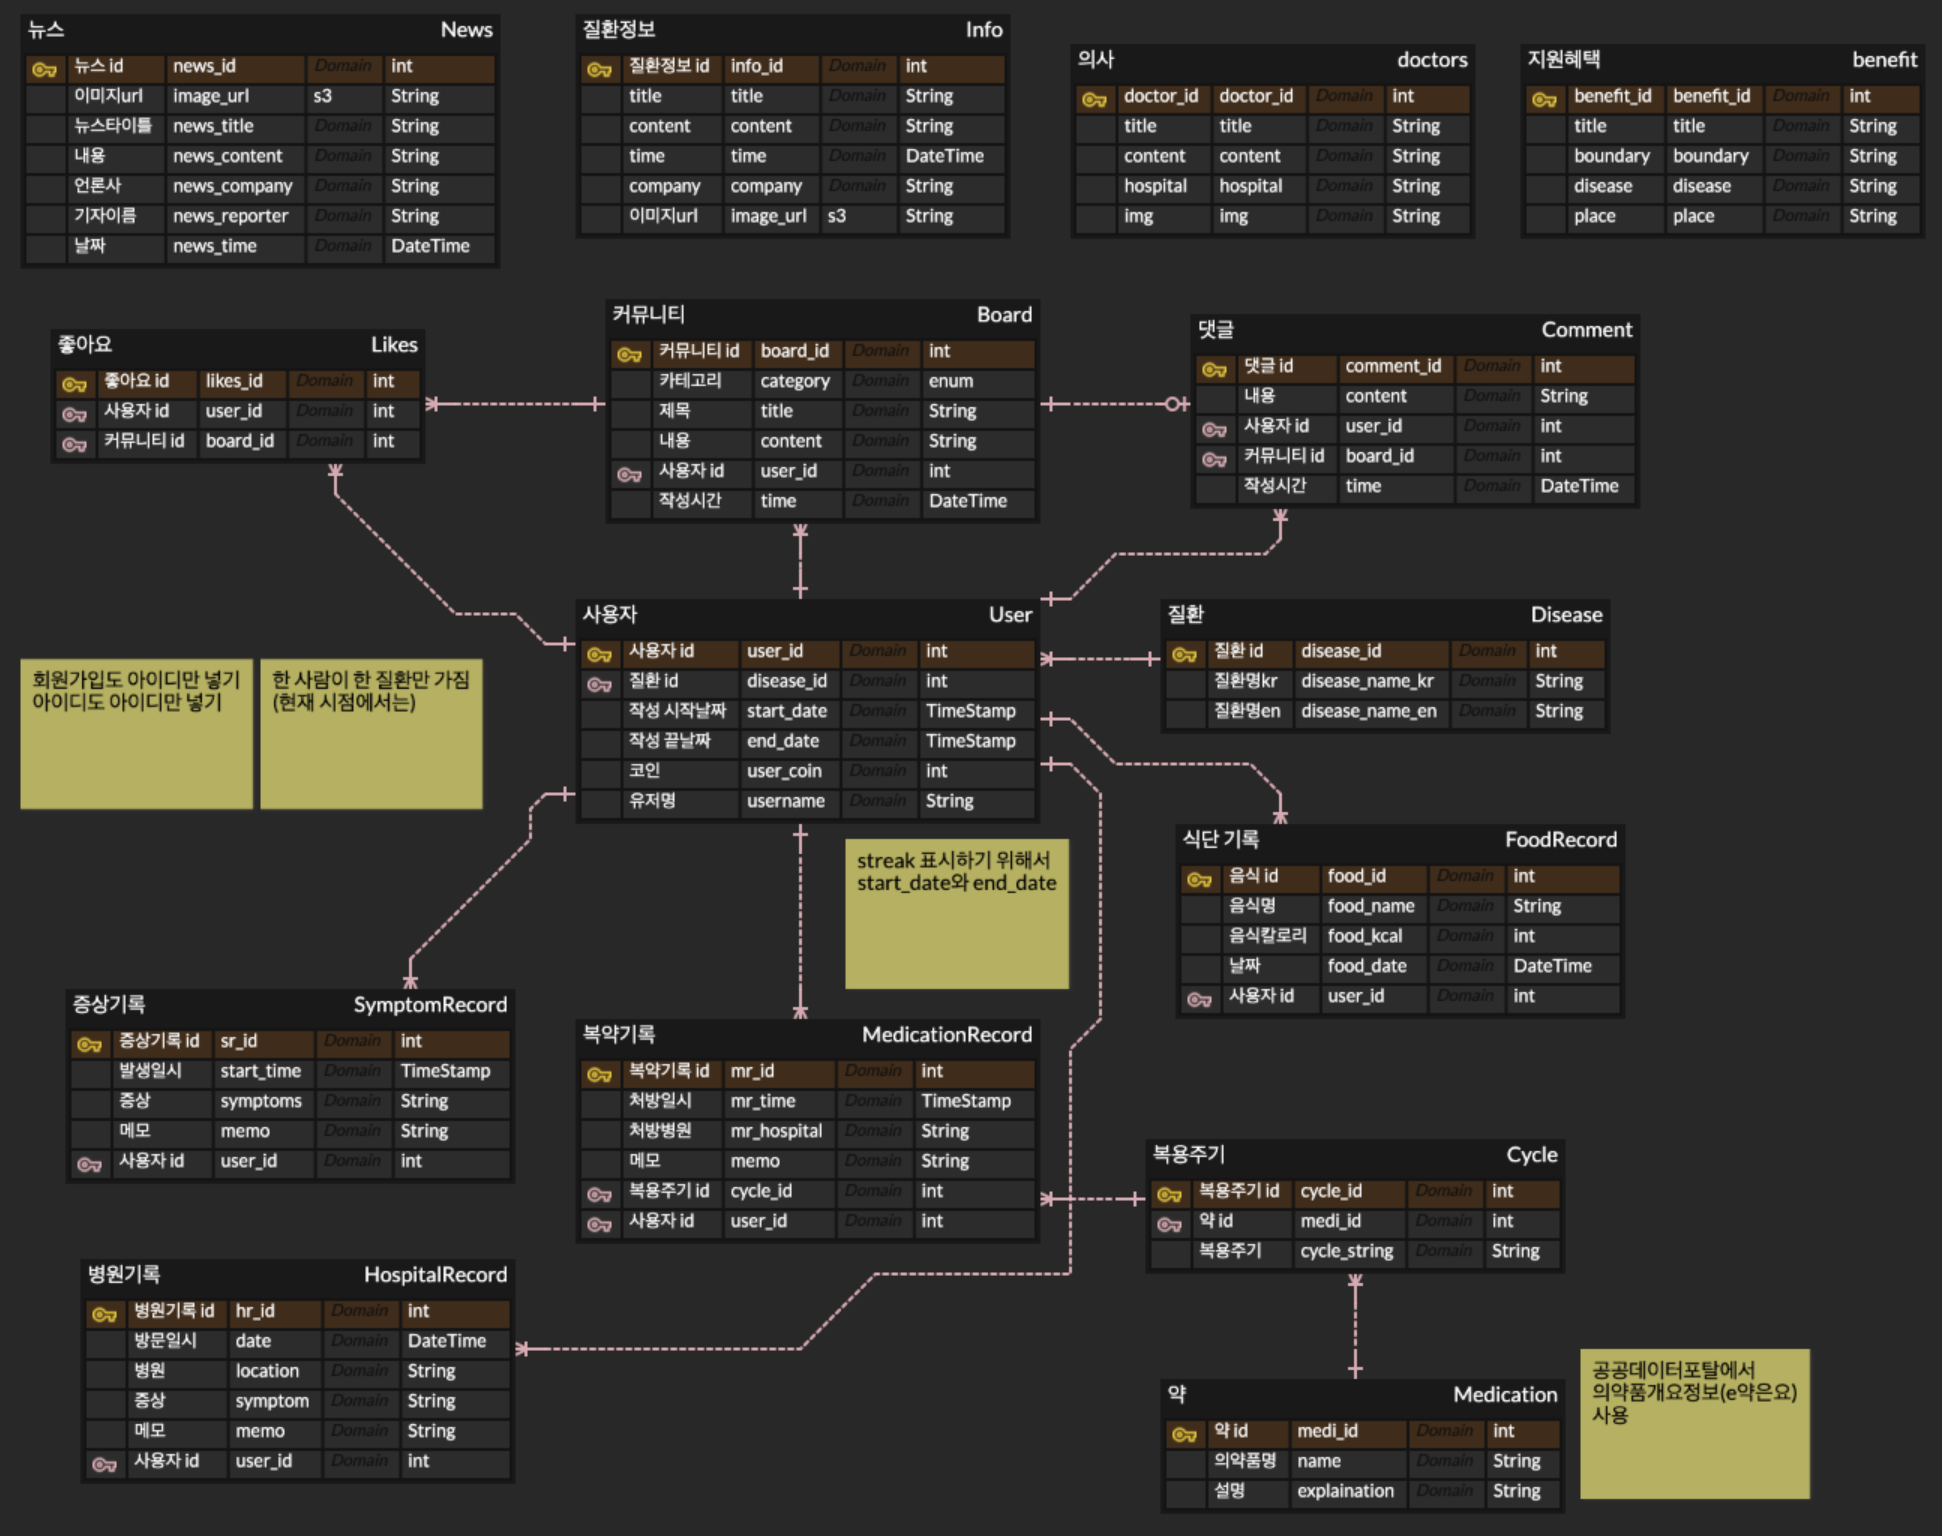 뉴스 News
뉴스 id news_id Domain int
이미지url image_url s3 String
뉴스타이틀 news_title Domain String
내용 news_content Domain String
언론사 news_company Domain String
기자이름 news_reporter Domain String
날짜 news_time Domain DateTime
질환정보 Info
질환정보 id info_id Domain int
title title Domain String
content content Domain String
time time Domain DateTime
company company Domain String
이미지url image_url s3 String
의사 doctors
doctor_id doctor_id Domain int
title title Domain String
content content Domain String
hospital hospital Domain String
img img Domain String
지원혜택 benefit
benefit_id benefit_id Domain int
title title Domain String
boundary boundary Domain String
disease disease Domain String
place place Domain String
좋아요 Likes
좋아요 id likes_id Domain int
사용자 id user_id Domain int
커뮤니티 id board_id Domain int
커뮤니티 Board
커뮤니티 id board_id Domain int
카테고리 category Domain enum
제목 title Domain String
내용 content Domain String
사용자 id user_id Domain int
작성시간 time Domain DateTime
댓글 Comment
댓글 id comment_id Domain int
내용 content Domain String
사용자 id user_id Domain int
커뮤니티 id board_id Domain int
작성시간 time Domain DateTime
회원가입도 아이디만 넣기
아이디도 아이디만 넣기
한 사람이 한 질환만 가짐
(현재 시점에서는)
사용자 User
사용자 id user_id Domain int
질환 id disease_id Domain int
작성 시작날짜 start_date Domain TimeStamp
작성 끝날짜 end_date Domain TimeStamp
코인 user_coin Domain int
유저명 username Domain String
질환 Disease
질환 id disease_id Domain int
질환명kr disease_name_kr Domain String
질환명en disease_name_en Domain String
streak 표시하기 위해서
start_date와 end_date
식단 기록 FoodRecord
음식 id food_id Domain int
음식명 food_name Domain String
음식칼로리 food_kcal Domain int
날짜 food_date Domain DateTime
사용자 id user_id Domain int
증상기록 SymptomRecord
증상기록 id sr_id Domain int
발생일시 start_time Domain TimeStamp
증상 symptoms Domain String
메모 memo Domain String
사용자 id user_id Domain int
복약기록 MedicationRecord
복약기록 id mr_id Domain int
처방일시 mr_time Domain TimeStamp
처방병원 mr_hospital Domain String
메모 memo Domain String
복용주기 id cycle_id Domain int
사용자 id user_id Domain int
복용주기 Cycle
복용주기 id cycle_id Domain int
약 id medi_id Domain int
복용주기 cycle_string Domain String
병원기록 HospitalRecord
병원기록 id hr_id Domain int
방문일시 date Domain DateTime
병원 location Domain String
증상 symptom Domain String
메모 memo Domain String
사용자 id user_id Domain int
약 Medication
약 id medi_id Domain int
의약품명 name Domain String
설명 explaination Domain String
공공데이터포탈에서
의약품개요정보(e약은요)
사용